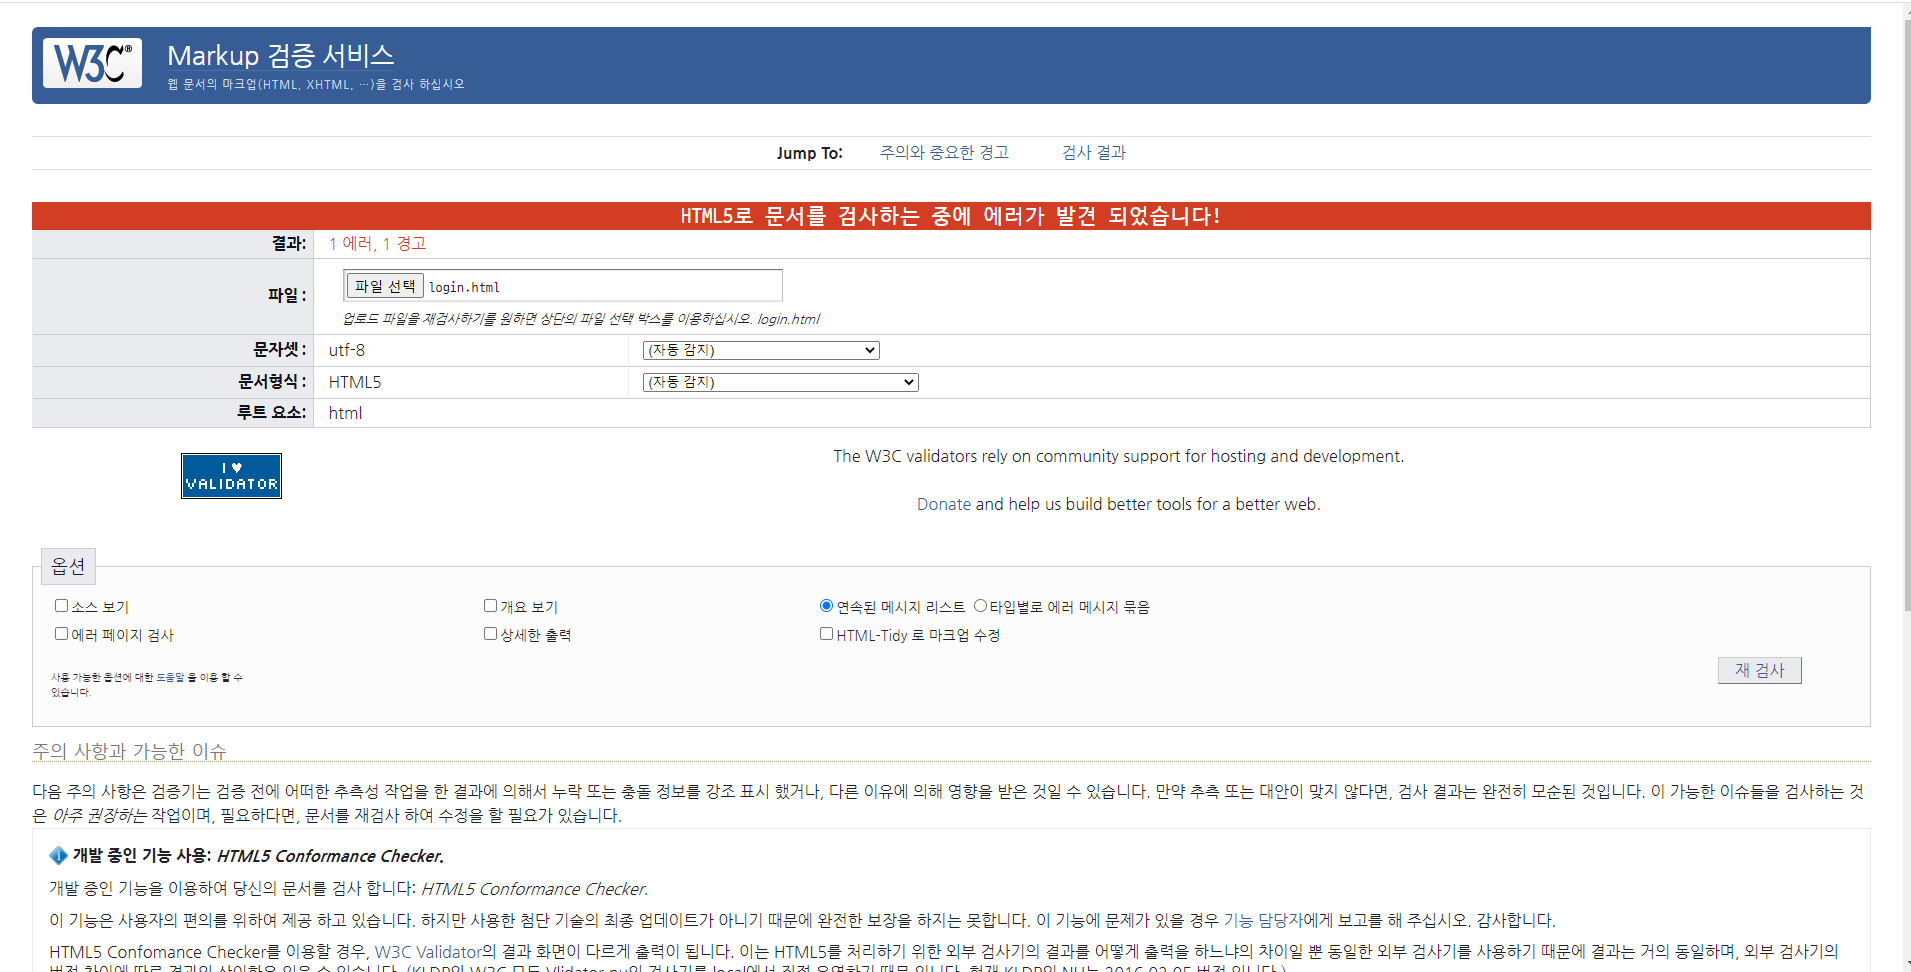 W3C®
Markup 검증 서비스
웹 문서의 마크업(HTML, XHTML, …)을 검사 하십시오
Jump To: 주의와 중요한 경고 검사 결과
HTML5로 문서를 검사하는 중에 에러가 발견 되었습니다!
결과: 1 에러, 1 경고
파일 : 파일 선택 login.html
업로드 파일을 재검사하기를 원하면 상단의 파일 선택 박스를 이용하십시오. login.html
문자셋 : utf-8 (자동 감지)
문서형식 : HTML5 (자동 감지)
루트 요소: html
I ♥
VALIDATOR
The W3C validators rely on community support for hosting and development.
Donate and help us build better tools for a better web.
옵션
소스 보기 개요 보기 연속된 메시지 리스트 타입별로 에러 메시지 묶음
에러 페이지 검사 상세한 출력 HTML-Tidy 로 마크업 수정
사용 가능한 옵션에 대한 도움말 을 이용 할 수
있습니다.
재 검사
주의 사항과 가능한 이슈
다음 주의 사항은 검증기는 검증 전에 어떠한 추측성 작업을 한 결과에 의해서 누락 또는 충돌 정보를 강조 표시 했거나, 다른 이유에 의해 영향을 받은 것일 수 있습니다. 만약 추측 또는 대안이 맞지 않다면, 검사 결과는 완전히 모순된 것입니다. 이 가능한 이슈들을 검사하는 것
은 아주 권장하는 작업이며, 필요하다면, 문서를 재검사 하여 수정을 할 필요가 있습니다.
개발 중인 기능 사용: HTML5 Conformance Checker.
개발 중인 기능을 이용하여 당신의 문서를 검사 합니다: HTML5 Conformance Checker.
이 기능은 사용자의 편의를 위하여 제공 하고 있습니다. 하지만 사용한 첨단 기술의 최종 업데이트가 아니기 때문에 완전한 보장을 하지는 못합니다. 이 기능에 문제가 있을 경우 기능 담당자에게 보고를 해 주십시오. 감사합니다.
HTML5 Confomance Checker를 이용할 경우, W3C Validator의 결과 화면이 다르게 출력이 됩니다. 이는 HTML5를 처리하기 위한 외부 검사기의 결과를 어떻게 출력을 하느냐의 차이일 뿐 동일한 외부 검사기를 사용하기 때문에 결과는 거의 동일하며, 외부 검사기의